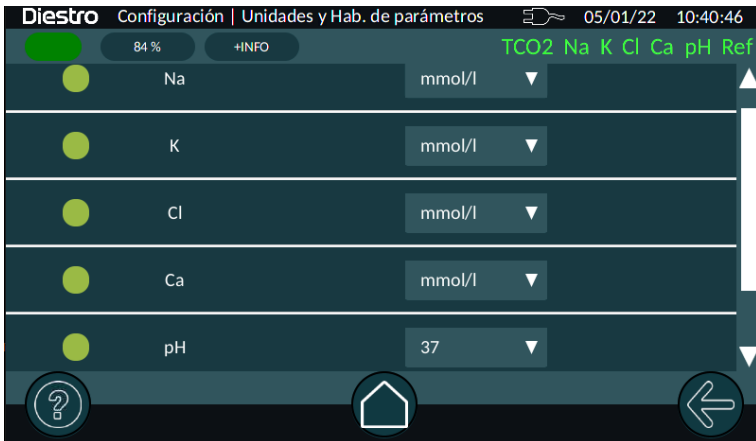 Diestro Configuración | Unidades y Hab. de parámetros 05/01/22 10:40:46
84 % +INFO TCO2 Na K Cl Ca pH Ref
Na mmol/l
K mmol/l
Cl mmol/l
Ca mmol/l
pH 37
?